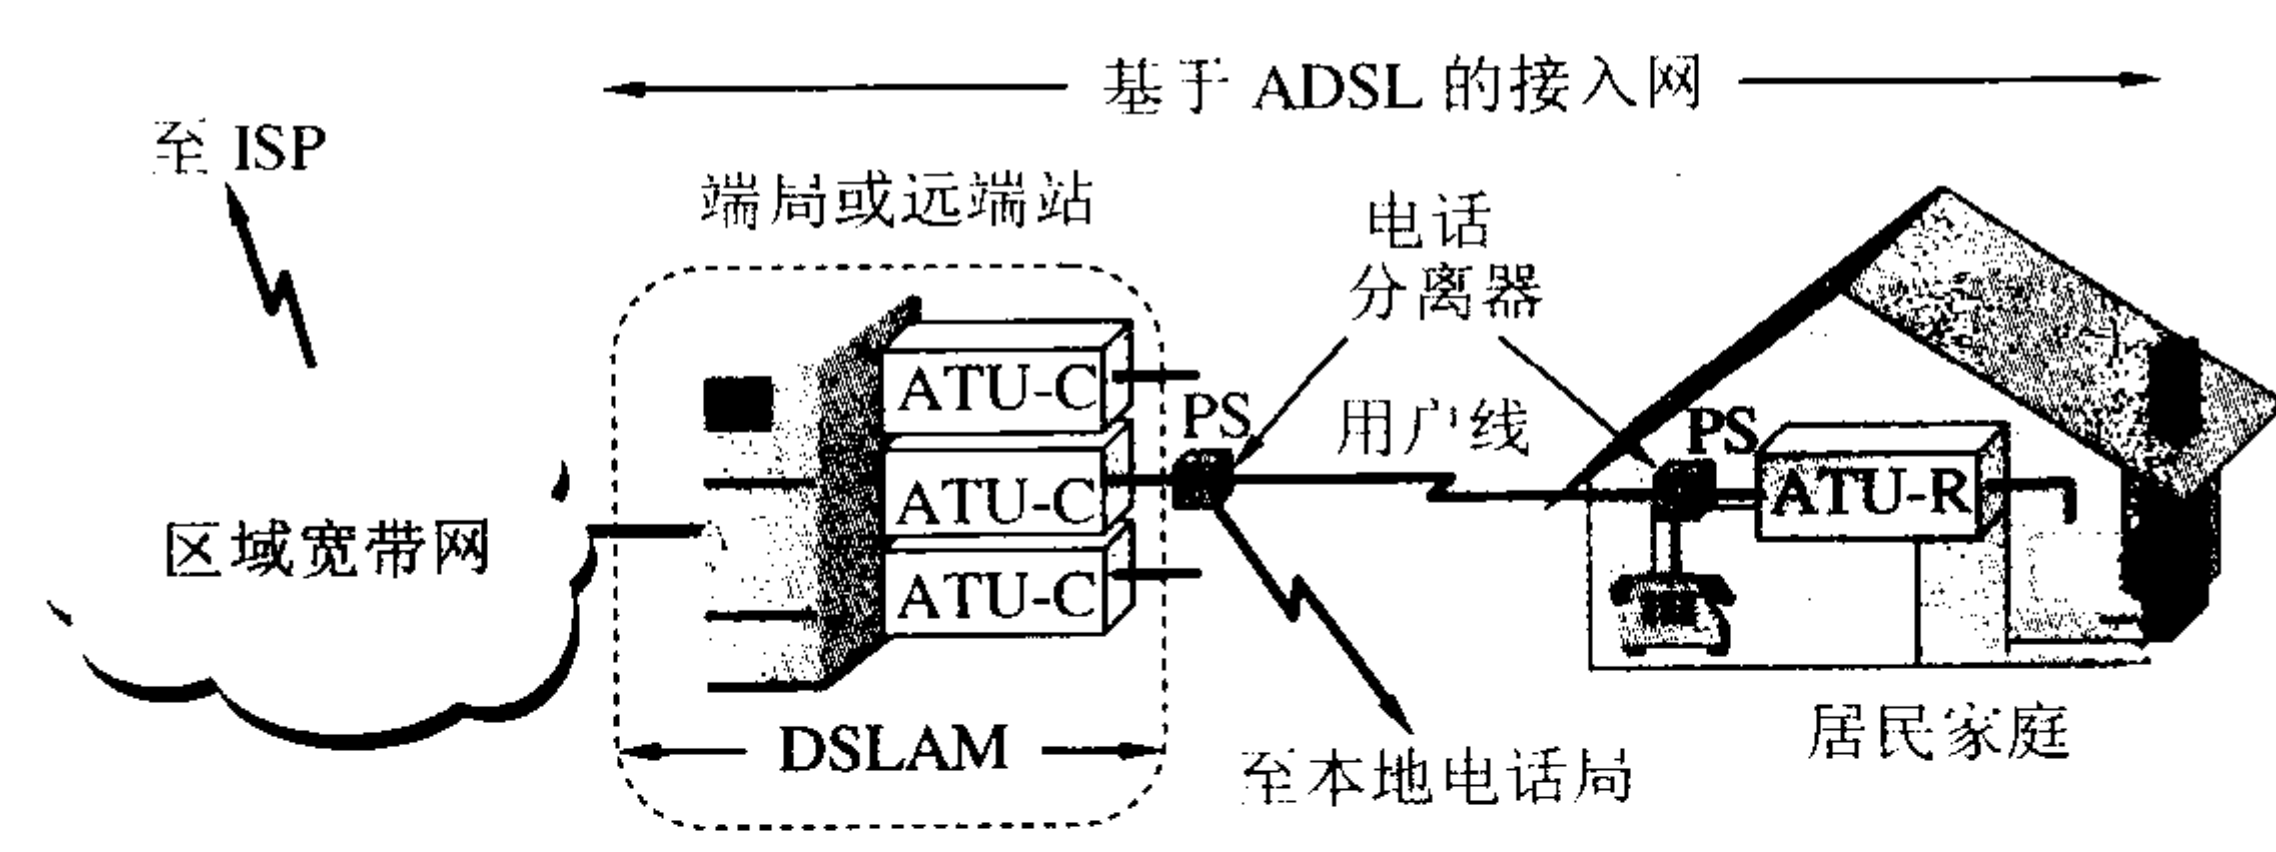 基于 ADSL 的接入网
至 ISP
端局或远端站
电话
分离器
ATU-C
PS
用户线
PS
ATU-C
ATU-R
区域宽带网
ATU-C
DSLAM
至本地电话局
居民家庭